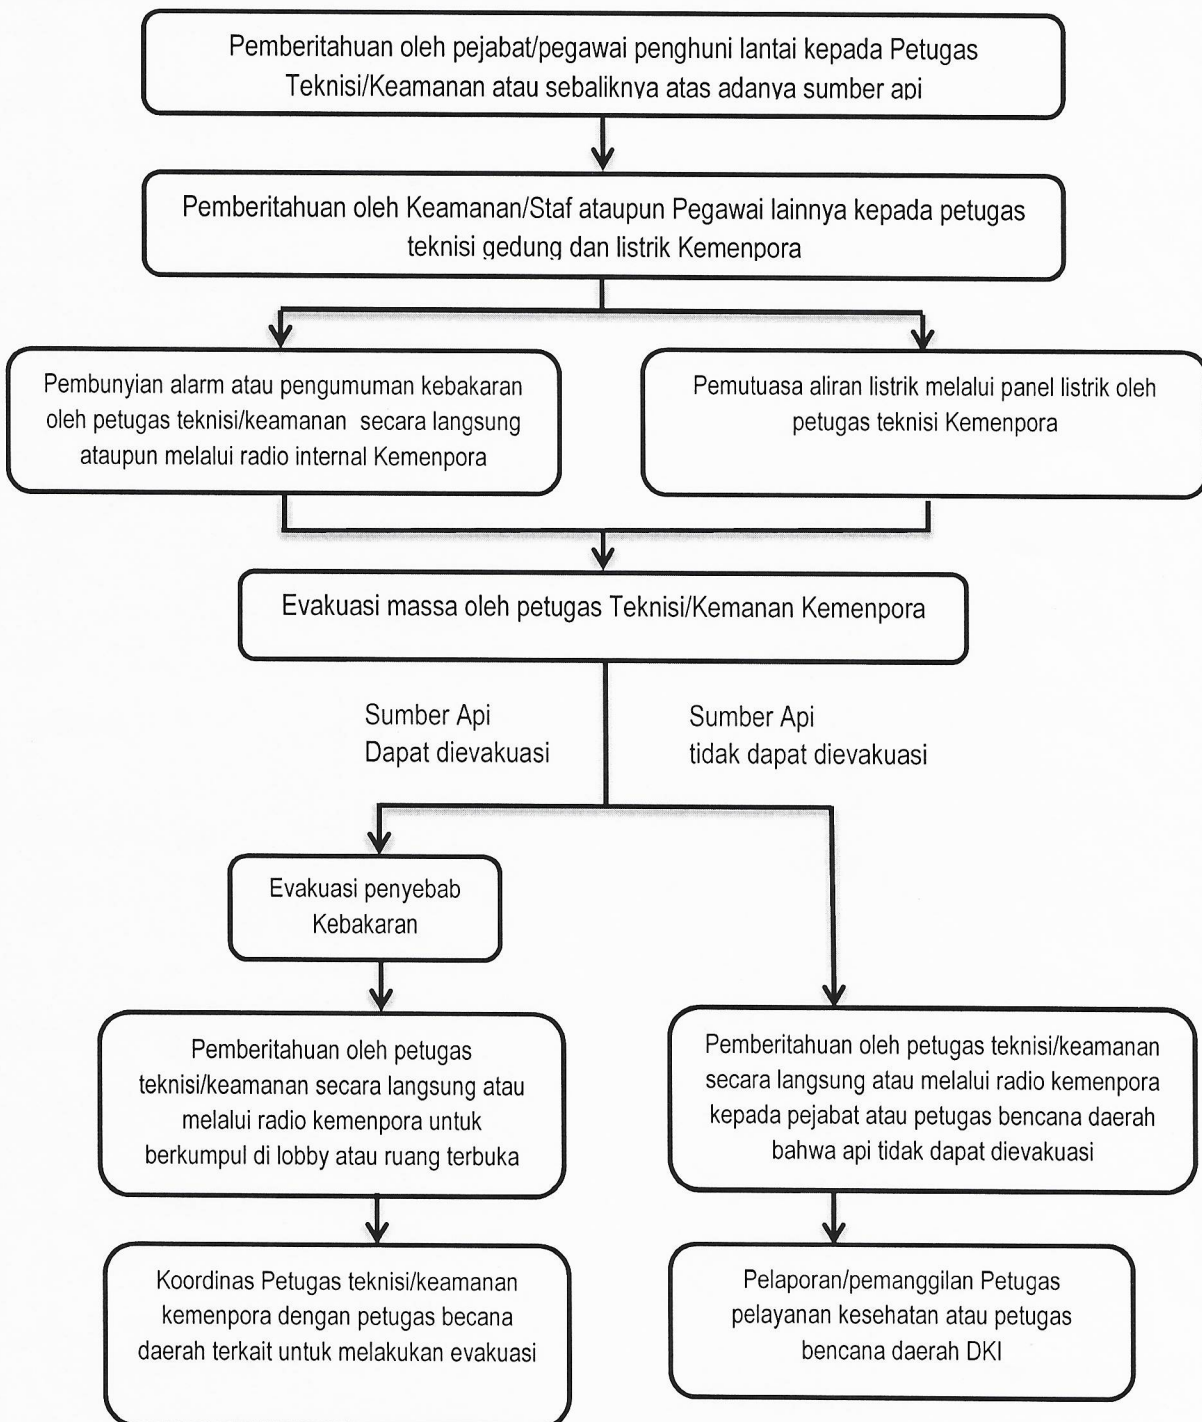 Pemberitahuan oleh pejabat/pegawai penghuni lantai kepada Petugas
Teknisi/Keamanan atau sebaliknya atas adanya sumber api
Pemberitahuan oleh Keamanan/Staf ataupun Pegawai lainnya kepada petugas
teknisi gedung dan listrik Kemenpora
Pembunyian alarm atau pengumuman kebakaran
oleh petugas teknisi/keamanan secara langsung
ataupun melalui radio internal Kemenpora
Pemutuasa aliran listrik melalui panel listrik oleh
petugas teknisi Kemenpora
Evakuasi massa oleh petugas Teknisi/Kemanan Kemenpora
Sumber Api
Dapat dievakuasi
Sumber Api
tidak dapat dievakuasi
Evakuasi penyebab
Kebakaran
Pemberitahuan oleh petugas
teknisi/keamanan secara langsung atau
melalui radio kemenpora untuk
berkumpul di lobby atau ruang terbuka
Pemberitahuan oleh petugas teknisi/keamanan
secara langsung atau melalui radio kemenpora
kepada pejabat atau petugas bencana daerah
bahwa api tidak dapat dievakuasi
Koordinas Petugas teknisi/keamanan
kemenpora dengan petugas becana
daerah terkait untuk melakukan evakuasi
Pelaporan/pemanggilan Petugas
pelayanan kesehatan atau petugas
bencana daerah DKI